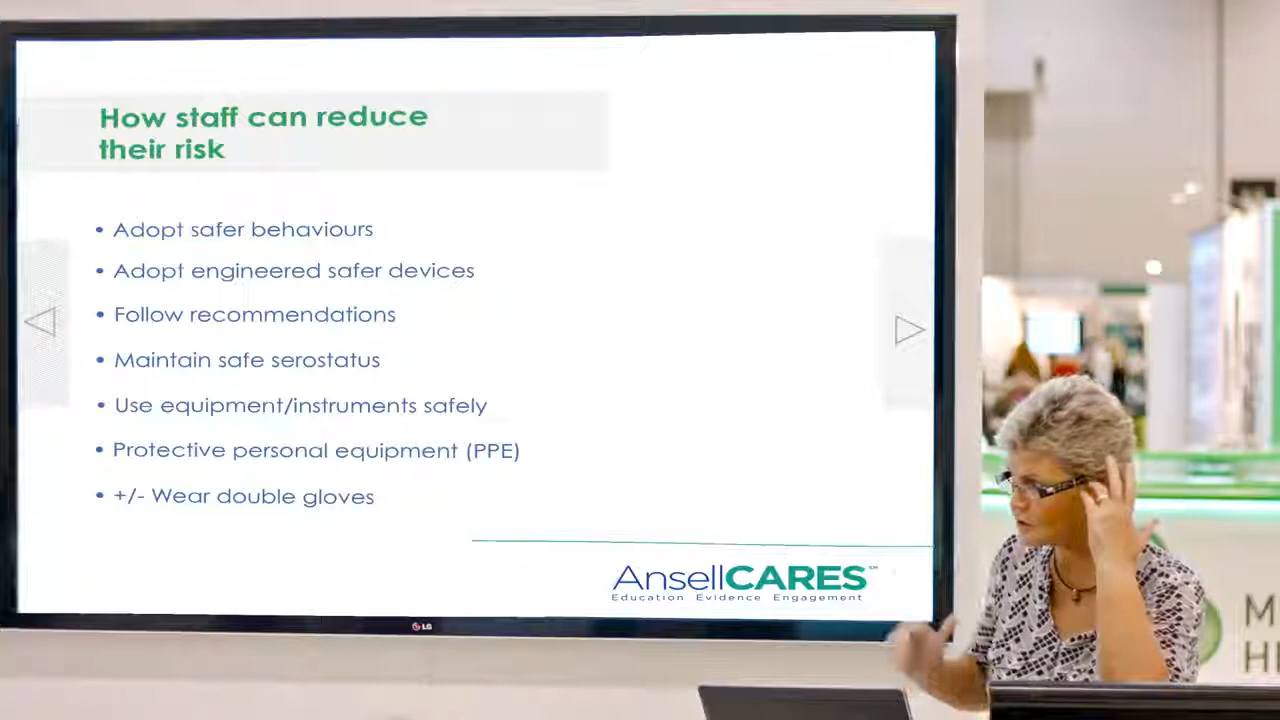 How staff can reduce
their risk
• Adopt safer behaviours
• Adopt engineered safer devices
• Follow recommendations
• Maintain safe serostatus
• Use equipment/instruments safely
• Protective personal equipment (PPE)
• +/- Wear double gloves
AnsellCARES℠
Education Evidence Engagement
LG
M
H